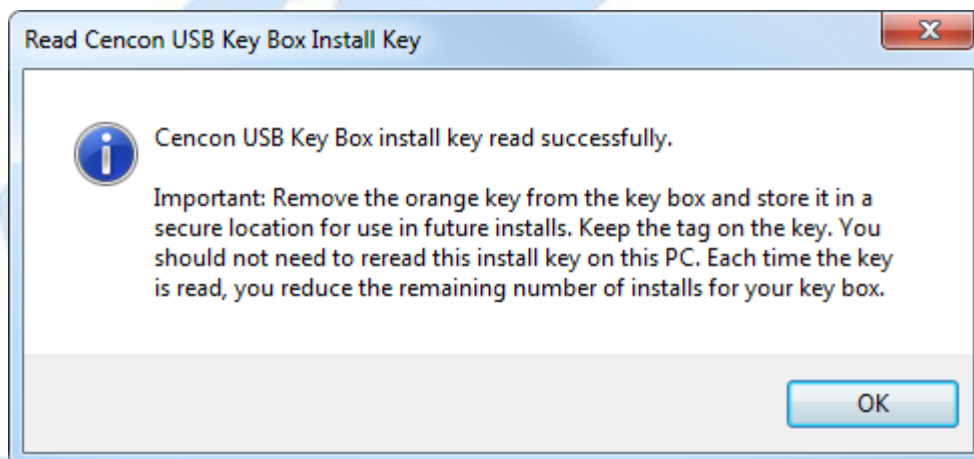 Read Cencon USB Key Box Install Key
Cencon USB Key Box install key read successfully.
Important: Remove the orange key from the key box and store it in a
secure location for use in future installs. Keep the tag on the key. You
should not need to reread this install key on this PC. Each time the key
is read, you reduce the remaining number of installs for your key box.
OK